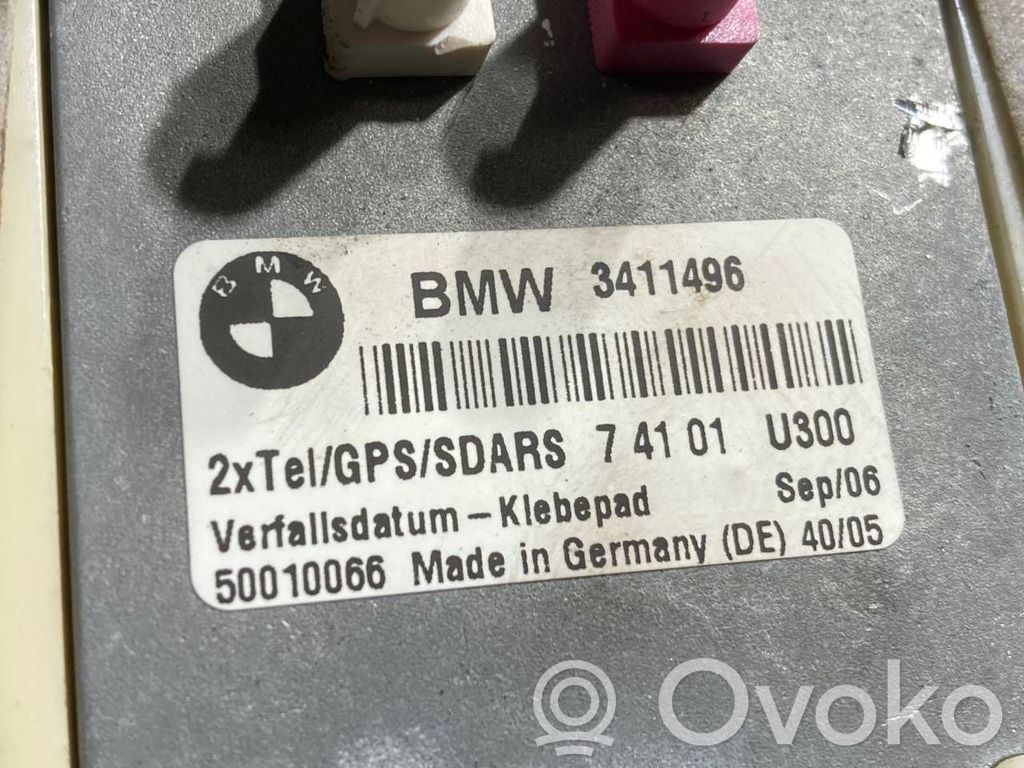 BMW
BMW 3411496
2xTel/GPS/SDARS 7 41 01 U300
Verfallsdatum – Klebepad Sep/06
50010066 Made in Germany (DE) 40/05
Ovoko